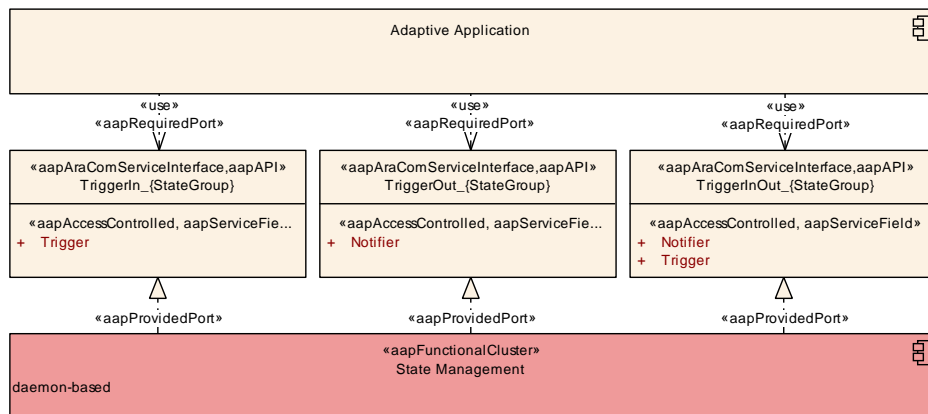 Adaptive Application
«use»
«aapRequiredPort»
«use»
«aapRequiredPort»
«use»
«aapRequiredPort»
«aapAraComServiceInterface,aapAPI»
TriggerIn_{StateGroup}
«aapAccessControlled, aapServiceFie...
+ Trigger
«aapAraComServiceInterface,aapAPI»
TriggerOut_{StateGroup}
«aapAccessControlled, aapServiceFie...
+ Notifier
«aapAraComServiceInterface,aapAPI»
TriggerInOut_{StateGroup}
«aapAccessControlled, aapServiceField»
+ Notifier
+ Trigger
«aapProvidedPort»
«aapProvidedPort»
«aapProvidedPort»
«aapFunctionalCluster»
State Management
daemon-based